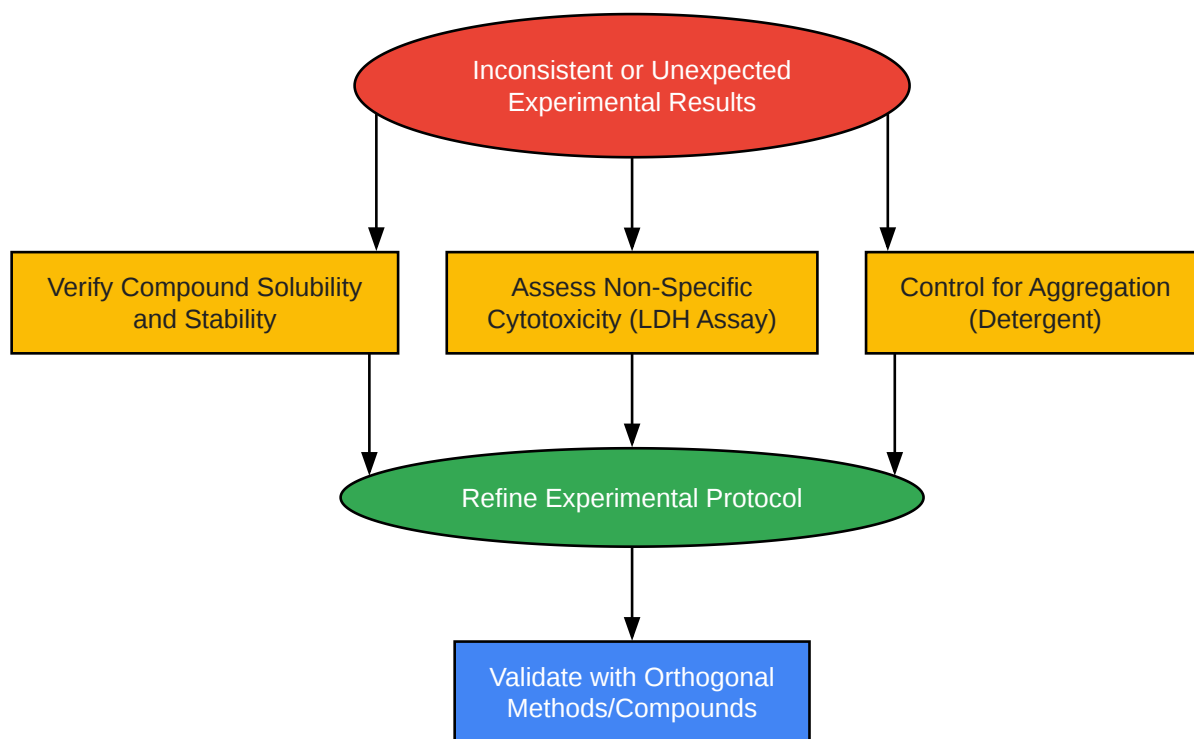 Inconsistent or Unexpected
Experimental Results
Verify Compound Solubility
and Stability
Assess Non-Specific
Cytotoxicity (LDH Assay)
Control for Aggregation
(Detergent)
Refine Experimental Protocol
Validate with Orthogonal
Methods/Compounds